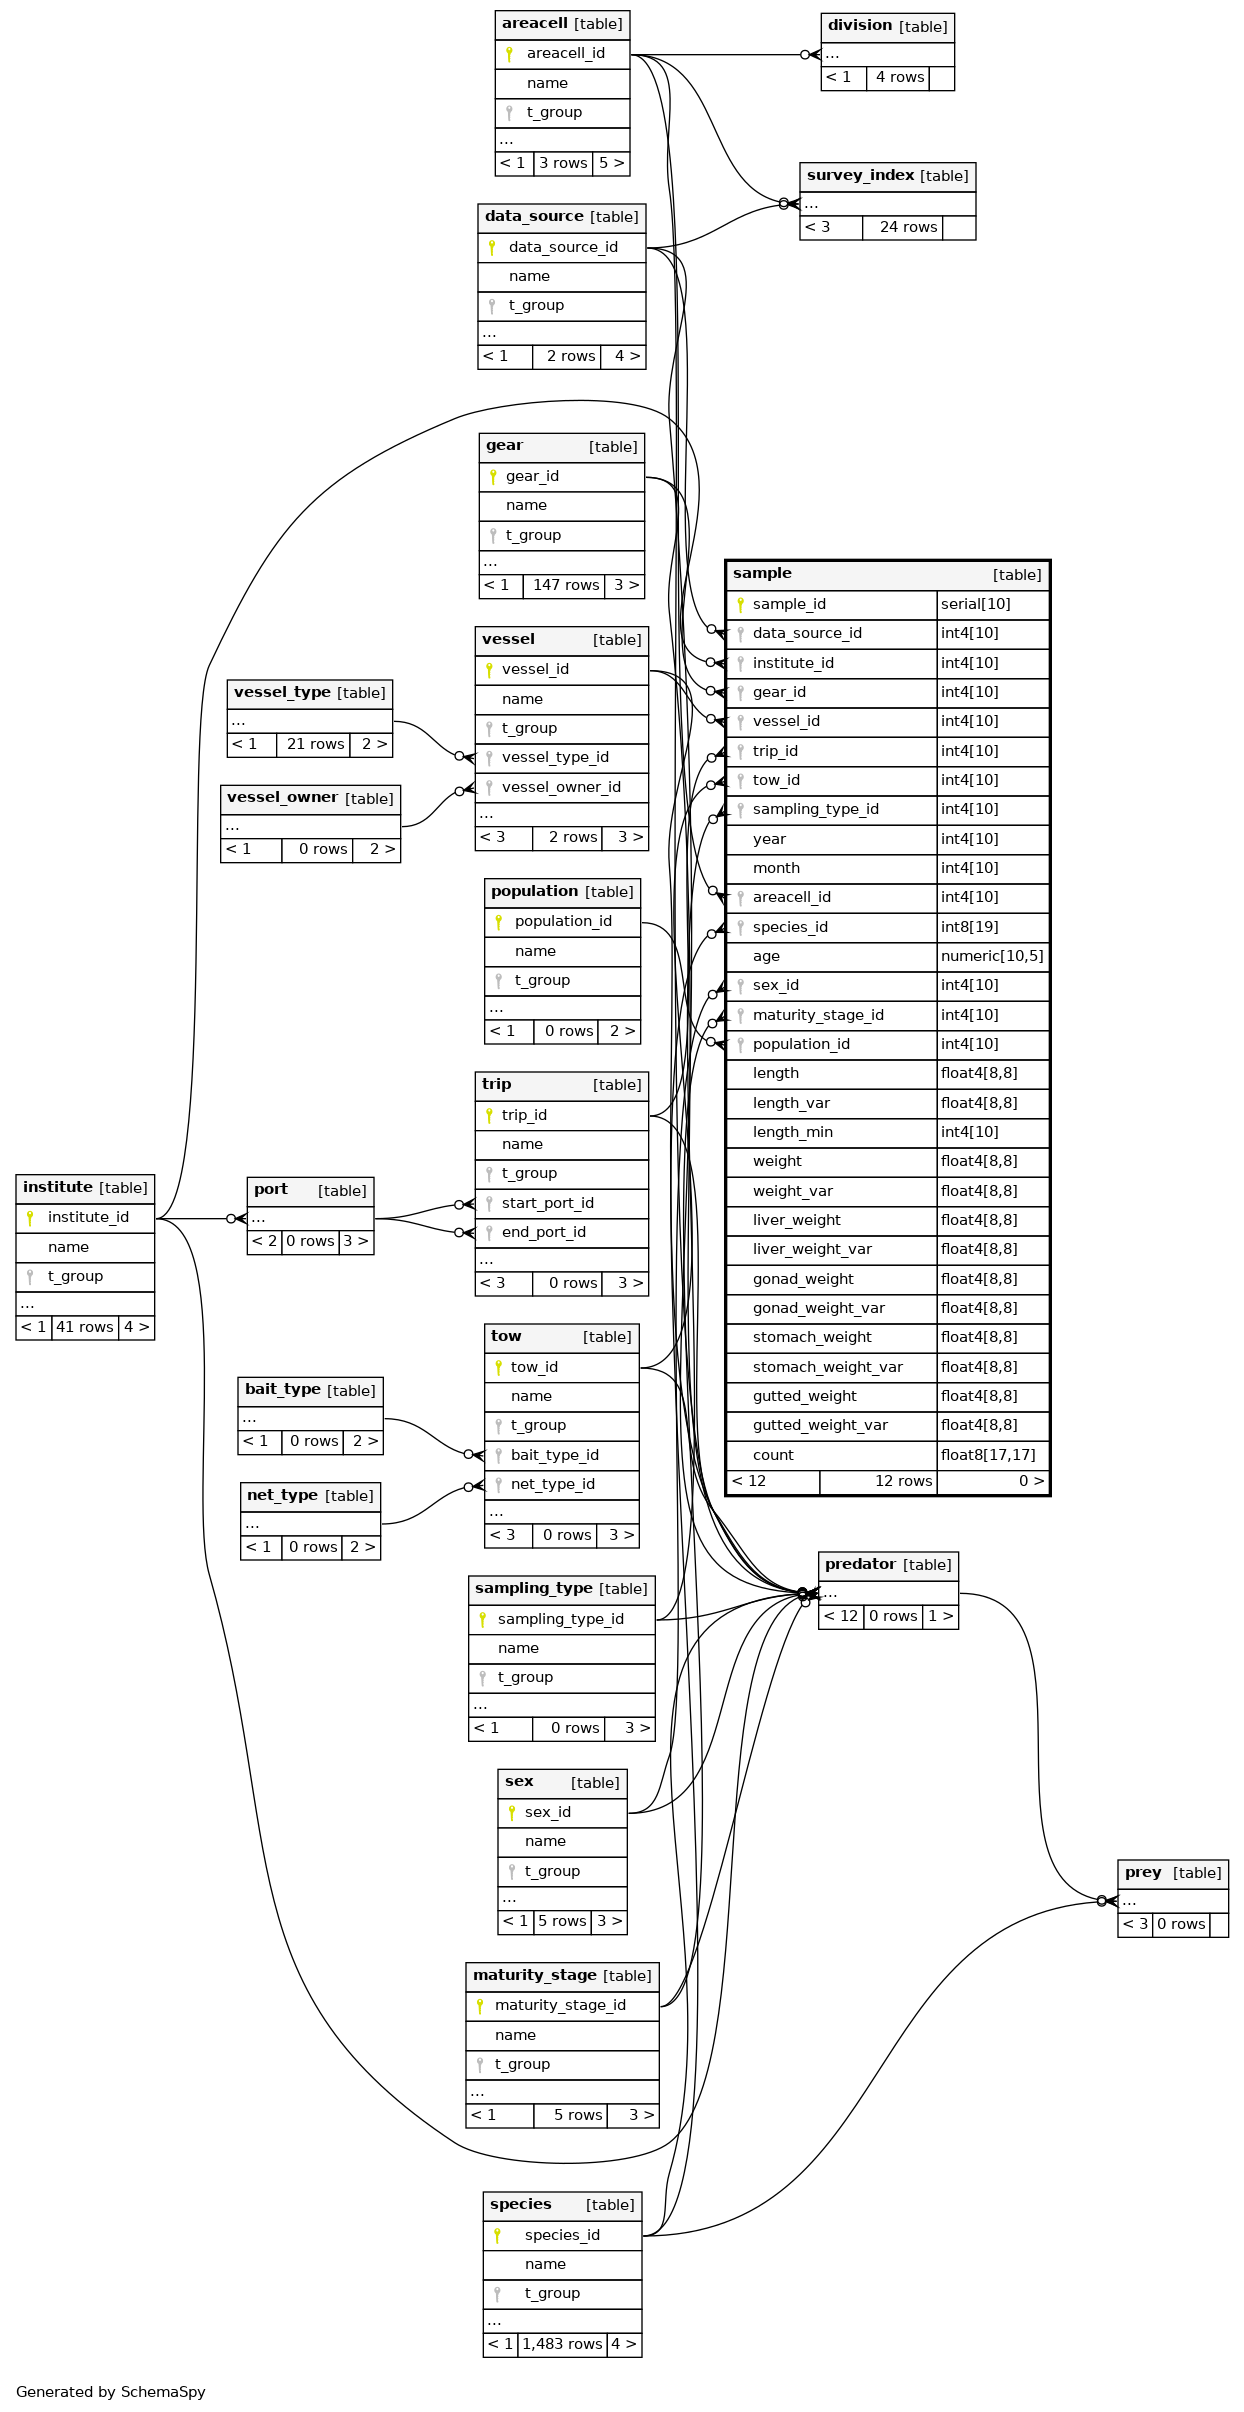 areacell [table]
areacell_id
name
t_group
...
< 1 3 rows 5 >
division [table]
...
< 1 4 rows
survey_index [table]
...
< 3 24 rows
data_source [table]
data_source_id
name
t_group
...
< 1 2 rows 4 >
gear [table]
gear_id
name
t_group
...
< 1 147 rows 3 >
sample [table]
sample_id serial[10]
data_source_id int4[10]
institute_id int4[10]
gear_id int4[10]
vessel_id int4[10]
trip_id int4[10]
tow_id int4[10]
sampling_type_id int4[10]
year int4[10]
month int4[10]
areacell_id int4[10]
species_id int8[19]
age numeric[10,5]
sex_id int4[10]
maturity_stage_id int4[10]
population_id int4[10]
length float4[8,8]
length_var float4[8,8]
length_min int4[10]
weight float4[8,8]
weight_var float4[8,8]
liver_weight float4[8,8]
liver_weight_var float4[8,8]
gonad_weight float4[8,8]
gonad_weight_var float4[8,8]
stomach_weight float4[8,8]
stomach_weight_var float4[8,8]
gutted_weight float4[8,8]
gutted_weight_var float4[8,8]
count float8[17,17]
< 12 12 rows 0 >
vessel [table]
vessel_id
name
t_group
vessel_type_id
vessel_owner_id
...
< 3 2 rows 3 >
vessel_type [table]
...
< 1 21 rows 2 >
vessel_owner [table]
...
< 1 0 rows 2 >
population [table]
population_id
name
t_group
...
< 1 0 rows 2 >
trip [table]
trip_id
name
t_group
start_port_id
end_port_id
...
< 3 0 rows 3 >
institute [table]
institute_id
name
t_group
...
< 1 41 rows 4 >
port [table]
...
< 2 0 rows 3 >
tow [table]
tow_id
name
t_group
bait_type_id
net_type_id
...
< 3 0 rows 3 >
bait_type [table]
...
< 1 0 rows 2 >
net_type [table]
...
< 1 0 rows 2 >
predator [table]
...
< 12 0 rows 1 >
sampling_type [table]
sampling_type_id
name
t_group
...
< 1 0 rows 3 >
sex [table]
sex_id
name
t_group
...
< 1 5 rows 3 >
prey [table]
...
< 3 0 rows
maturity_stage [table]
maturity_stage_id
name
t_group
...
< 1 5 rows 3 >
species [table]
species_id
name
t_group
...
< 1 1,483 rows 4 >
Generated by SchemaSpy